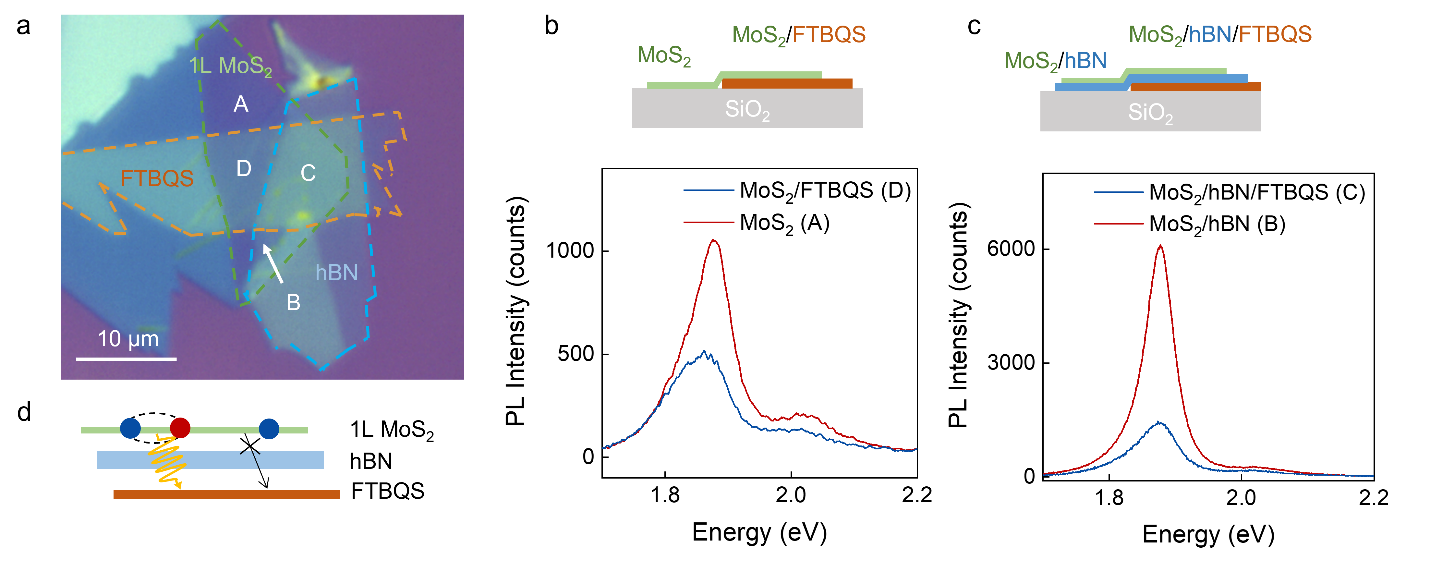 a
1L MoS₂
A
FTBQS
D
C
hBN
B
10 μm
b
MoS₂
MoS₂/FTBQS
SiO₂
PL Intensity (counts)
1000
500
0
MoS₂/FTBQS (D)
MoS₂ (A)
1.8
2.0
2.2
Energy (eV)
c
MoS₂/hBN/FTBQS
MoS₂/hBN
SiO₂
PL Intensity (counts)
6000
3000
0
MoS₂/hBN/FTBQS (C)
MoS₂/hBN (B)
1.8
2.0
2.2
Energy (eV)
d
1L MoS₂
hBN
FTBQS